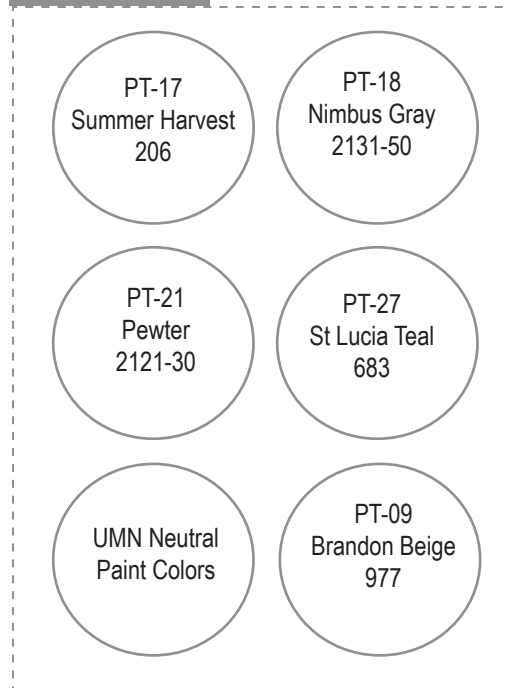 PT-17
Summer Harvest
206
PT-18
Nimbus Gray
2131-50
PT-21
Pewter
2121-30
PT-27
St Lucia Teal
683
UMN Neutral
Paint Colors
PT-09
Brandon Beige
977